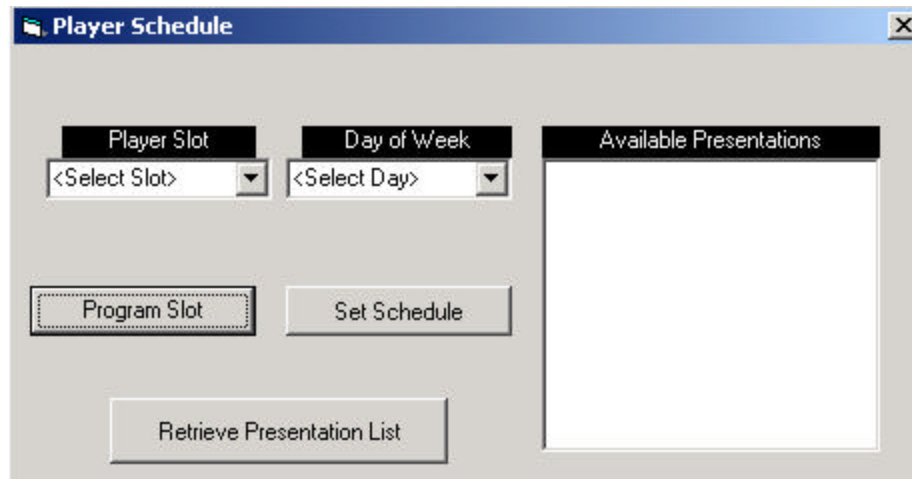 Player Schedule
Player Slot
Day of Week
Available Presentations
<Select Slot>
<Select Day>
Program Slot
Set Schedule
Retrieve Presentation List